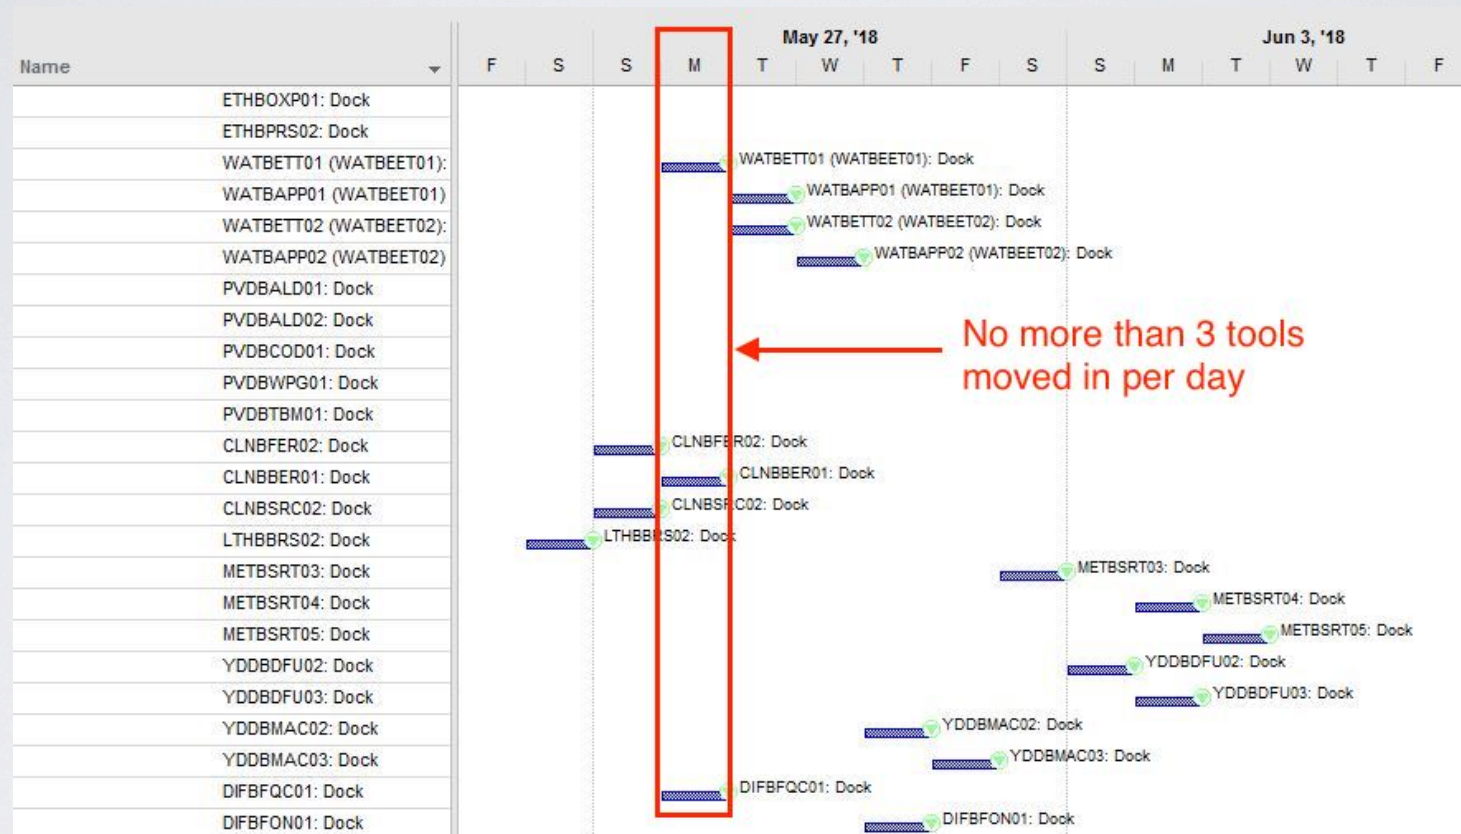 May 27, '18 Jun 3, '18
Name F S S M T W T F S S M T W T F
ETHBOXP01: Dock
ETHBPRS02: Dock
WATBETT01 (WATBEET01): WATBETT01 (WATBEET01): Dock
WATBAPP01 (WATBEET01) WATBAPP01 (WATBEET01): Dock
WATBETT02 (WATBEET02): WATBETT02 (WATBEET02): Dock
WATBAPP02 (WATBEET02) WATBAPP02 (WATBEET02): Dock
PVDBALD01: Dock
PVDBALD02: Dock
No more than 3 tools
PVDBCOD01: Dock
moved in per day
PVDBWPG01: Dock
PVDBTBM01: Dock
CLNBFER02: Dock CLNBFER02: Dock
CLNBBER01: Dock CLNBBER01: Dock
CLNBSRC02: Dock CLNBSRC02: Dock
LTHBBRS02: Dock LTHBBRS02: Dock
METBSRT03: Dock METBSRT03: Dock
METBSRT04: Dock METBSRT04: Dock
METBSRT05: Dock METBSRT05: Dock
YDDBDFU02: Dock YDDBDFU02: Dock
YDDBDFU03: Dock YDDBDFU03: Dock
YDDBMAC02: Dock YDDBMAC02: Dock
YDDBMAC03: Dock YDDBMAC03: Dock
DIFBFQC01: Dock DIFBFQC01: Dock
DIFBFON01: Dock DIFBFON01: Dock